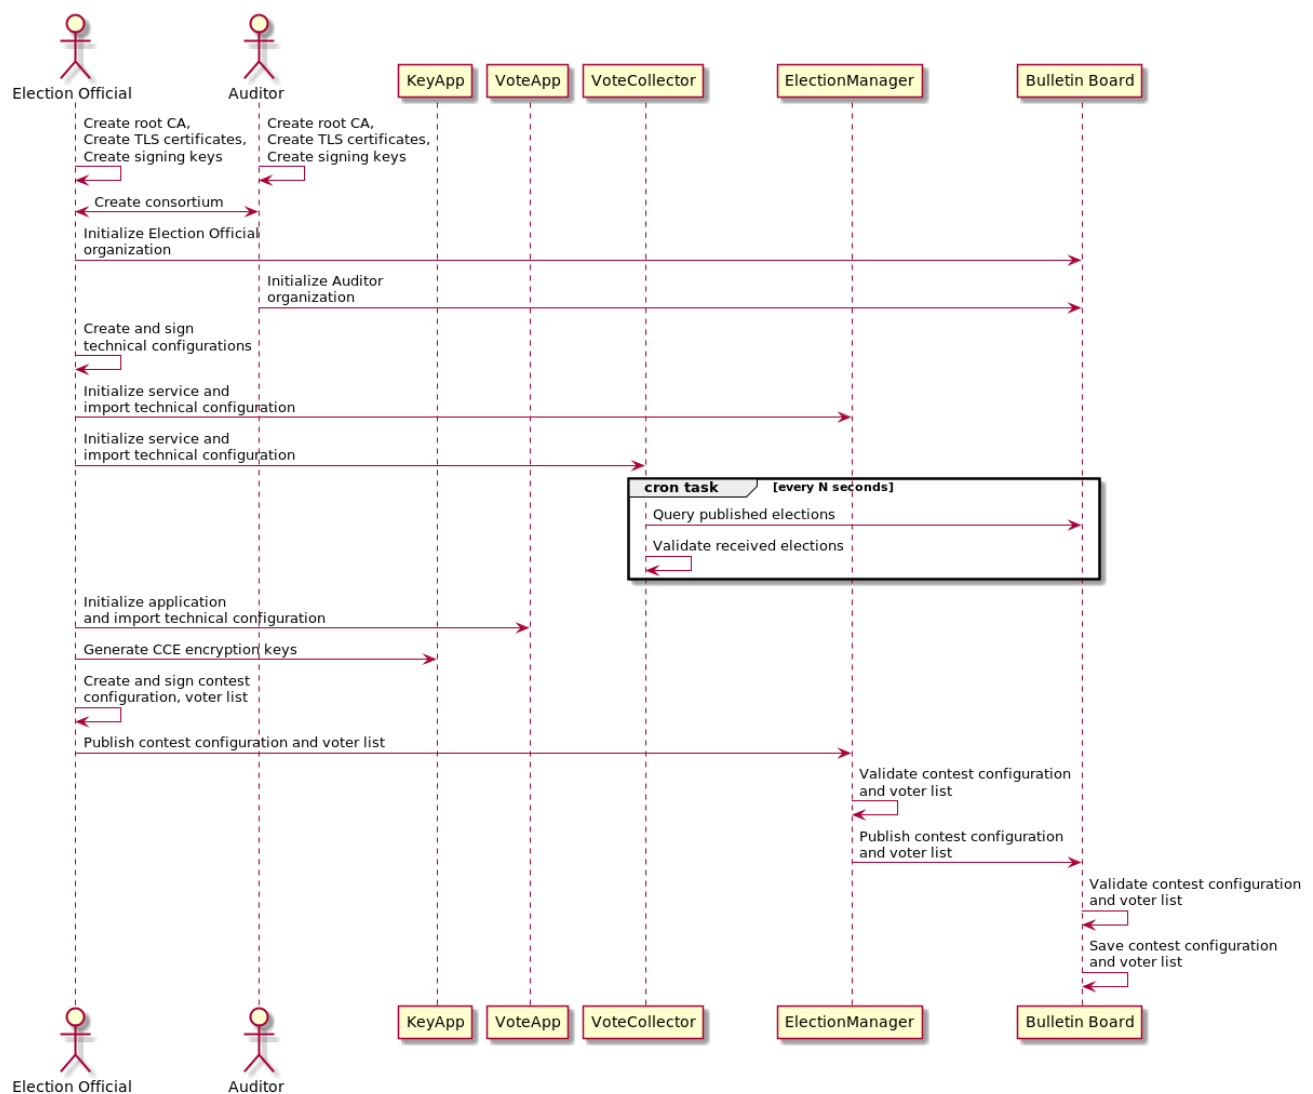 Election Official
Auditor
KeyApp
VoteApp
VoteCollector
ElectionManager
Bulletin Board
Create root CA,
Create TLS certificates,
Create signing keys
Create root CA,
Create TLS certificates,
Create signing keys
Create consortium
Initialize Election Official
organization
Initialize Auditor
organization
Create and sign
technical configurations
Initialize service and
import technical configuration
Initialize service and
import technical configuration
cron task
[every N seconds]
Query published elections
Validate received elections
Initialize application
and import technical configuration
Generate CCE encryption keys
Create and sign contest
configuration, voter list
Publish contest configuration and voter list
Validate contest configuration
and voter list
Publish contest configuration
and voter list
Validate contest configuration
and voter list
Save contest configuration
and voter list
Election Official
Auditor
KeyApp
VoteApp
VoteCollector
ElectionManager
Bulletin Board